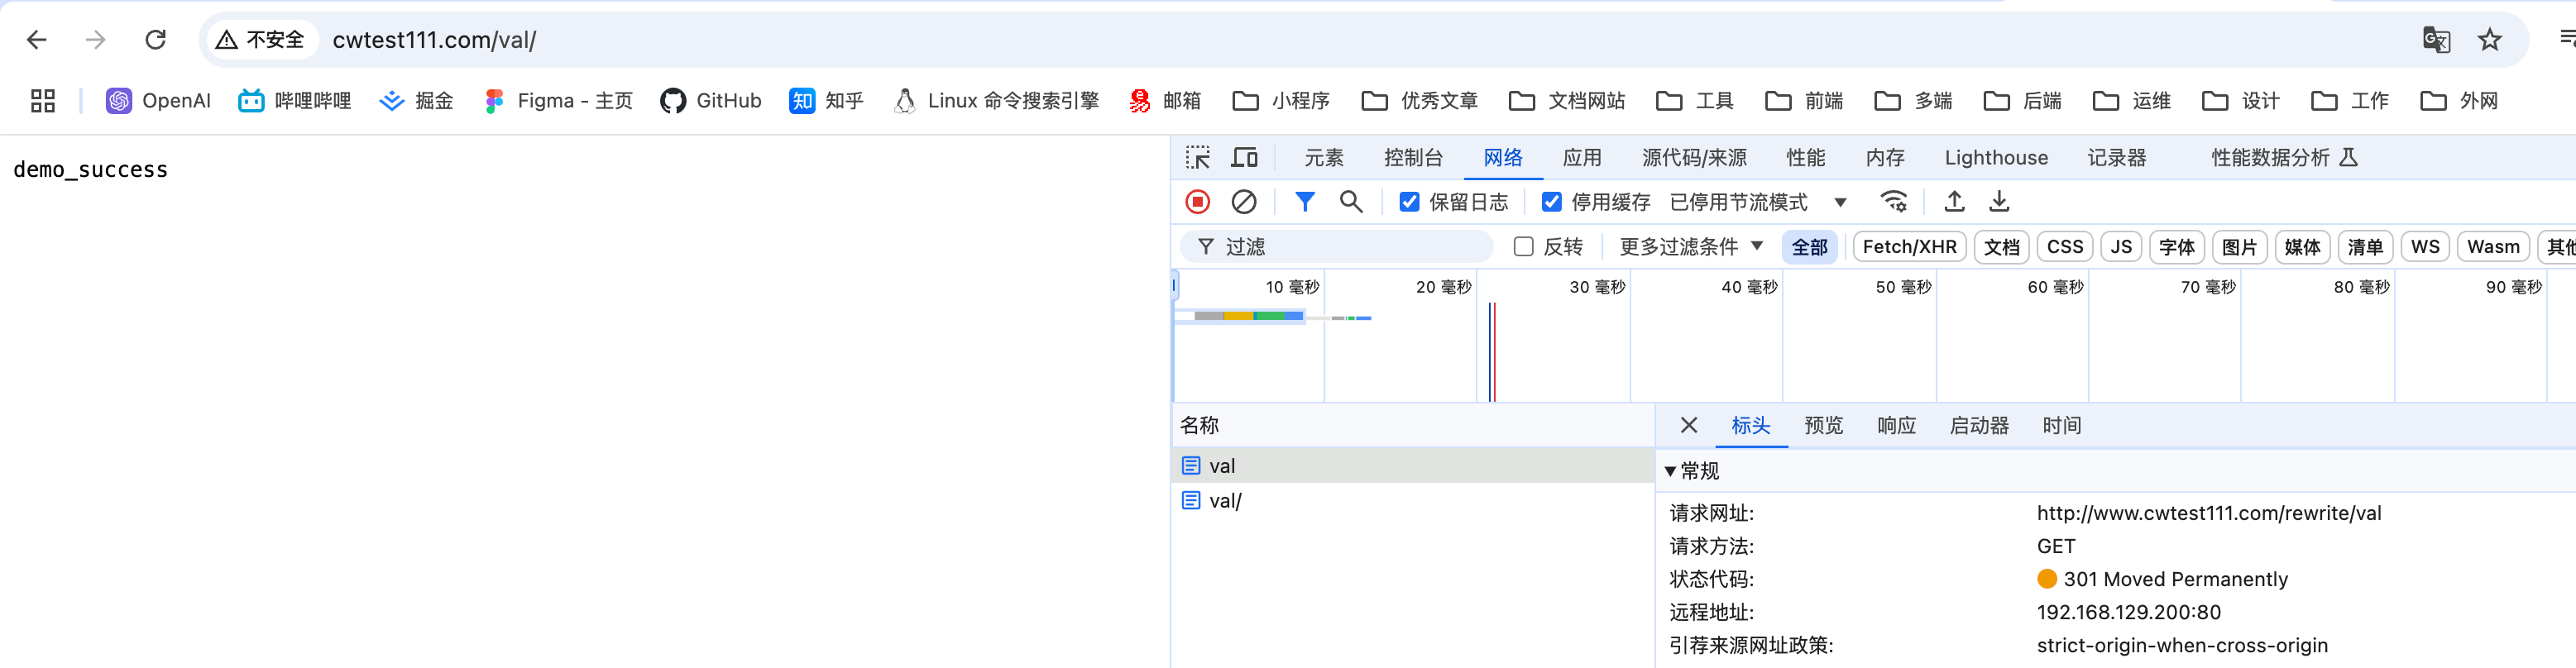 不安全 cwtest111.com/val/
OpenAI 哔哩哔哩 掘金 Figma - 主页 GitHub 知乎 Linux 命令搜索引擎 邮箱 小程序 优秀文章 文档网站 工具 前端 多端 后端 运维 设计 工作 外网
demo_success
元素 控制台 网络 应用 源代码/来源 性能 内存 Lighthouse 记录器 性能数据分析
保留日志 停用缓存 已停用节流模式
过滤 反转 更多过滤条件 全部 Fetch/XHR 文档 CSS JS 字体 图片 媒体 清单 WS Wasm 其他
10 毫秒 20 毫秒 30 毫秒 40 毫秒 50 毫秒 60 毫秒 70 毫秒 80 毫秒 90 毫秒
名称 标头 预览 响应 启动器 时间
val
val/
常规
请求网址: http://www.cwtest111.com/rewrite/val
请求方法: GET
状态代码: 301 Moved Permanently
远程地址: 192.168.129.200:80
引荐来源网址政策: strict-origin-when-cross-origin